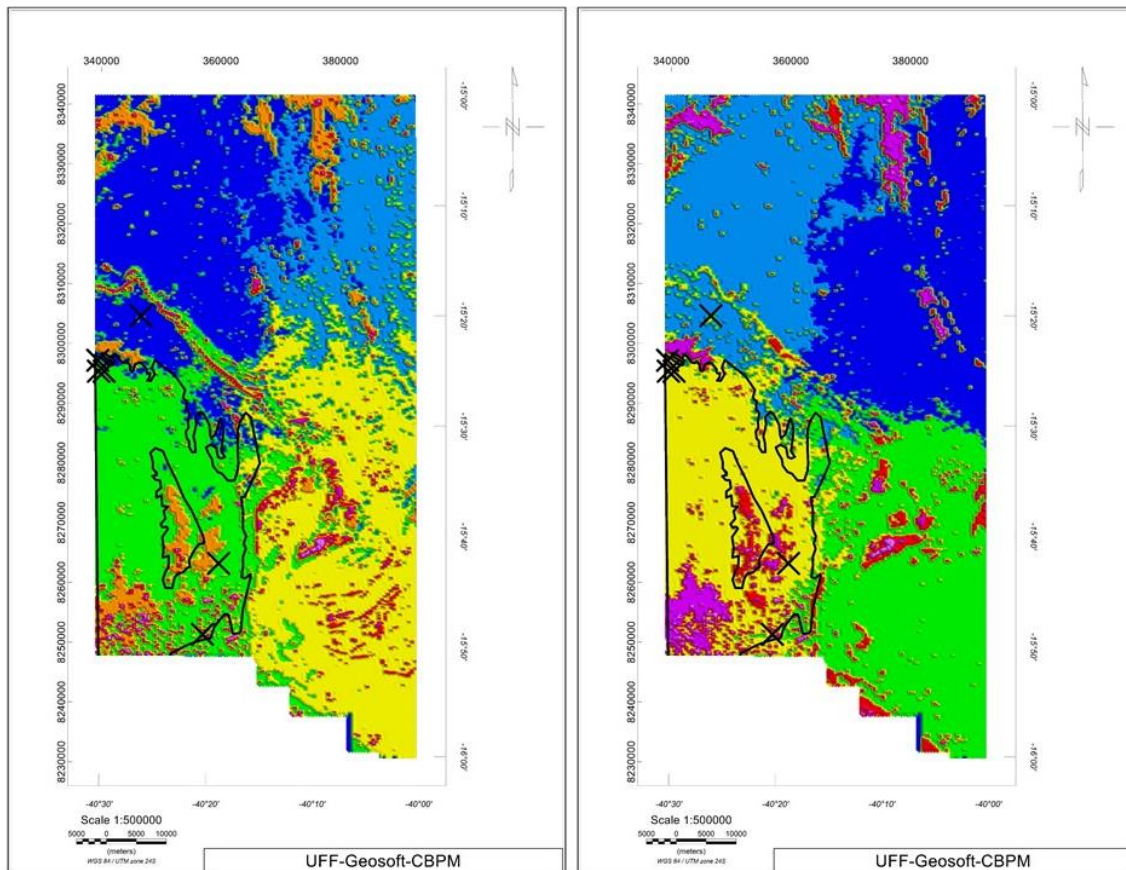 340000 360000 380000
8340000
8330000
8320000
8310000
8300000
8290000
8280000
8270000
8260000
8250000
8240000
8230000
-15°00'
-15°10'
-15°20'
-15°30'
-15°40'
-15°50'
-16°00'
-40°30' -40°20' -40°10' -40°00'
Scale 1:500000
5000 0 5000 10000
(meters)
WGS 84 / UTM zone 24S
UFF-Geosoft-CBPM
340000 360000 380000
8340000
8330000
8320000
8310000
8300000
8290000
8280000
8270000
8260000
8250000
8240000
8230000
-15°00'
-15°10'
-15°20'
-15°30'
-15°40'
-15°50'
-16°00'
-40°30' -40°20' -40°10' -40°00'
Scale 1:500000
5000 0 5000 10000
(meters)
WGS 84 / UTM zone 24S
UFF-Geosoft-CBPM